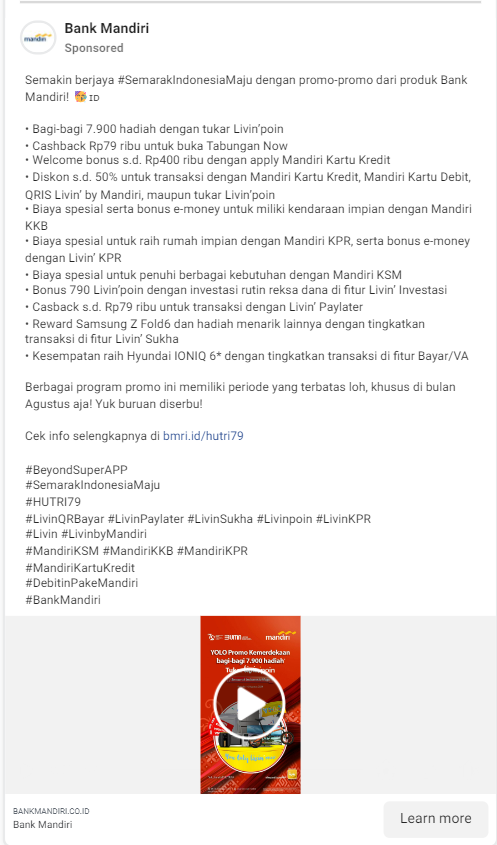 Bank Mandiri
mandiri
Sponsored
Semakin berjaya #SemarakIndonesiaMaju dengan promo-promo dari produk Bank
Mandiri! 🎉 ID
• Bagi-bagi 7.900 hadiah dengan tukar Livin’poin
• Cashback Rp79 ribu untuk buka Tabungan Now
• Welcome bonus s.d. Rp400 ribu dengan apply Mandiri Kartu Kredit
• Diskon s.d. 50% untuk transaksi dengan Mandiri Kartu Kredit, Mandiri Kartu Debit,
QRIS Livin’ by Mandiri, maupun tukar Livin’poin
• Biaya spesial serta bonus e-money untuk miliki kendaraan impian dengan Mandiri
KKB
• Biaya spesial untuk raih rumah impian dengan Mandiri KPR, serta bonus e-money
dengan Livin’ KPR
• Biaya spesial untuk penuhi berbagai kebutuhan dengan Mandiri KSM
• Bonus 790 Livin’poin dengan investasi rutin reksa dana di fitur Livin’ Investasi
• Casback s.d. Rp79 ribu untuk transaksi dengan Livin’ Paylater
• Reward Samsung Z Fold6 dan hadiah menarik lainnya dengan tingkatkan
transaksi di fitur Livin’ Sukha
• Kesempatan raih Hyundai IONIQ 6* dengan tingkatkan transaksi di fitur Bayar/VA
Berbagai program promo ini memiliki periode yang terbatas loh, khusus di bulan
Agustus aja! Yuk buruan diserbu!
Cek info selengkapnya di bmri.id/hutri79
#BeyondSuperAPP
#SemarakIndonesiaMaju
#HUTRI79
#LivinQRBayar #LivinPaylater #LivinSukha #Livinpoin #LivinKPR
#Livin #LivinbyMandiri
#MandiriKSM #MandiriKKB #MandiriKPR
#MandiriKartuKredit
#DebitinPakeMandiri
#BankMandiri
BUMN mandiri
YOLO Promo Kemerdekaan
bagi-bagi 7.900 hadiah*
BANKMANDIRI.CO.ID
Bank Mandiri
Learn more